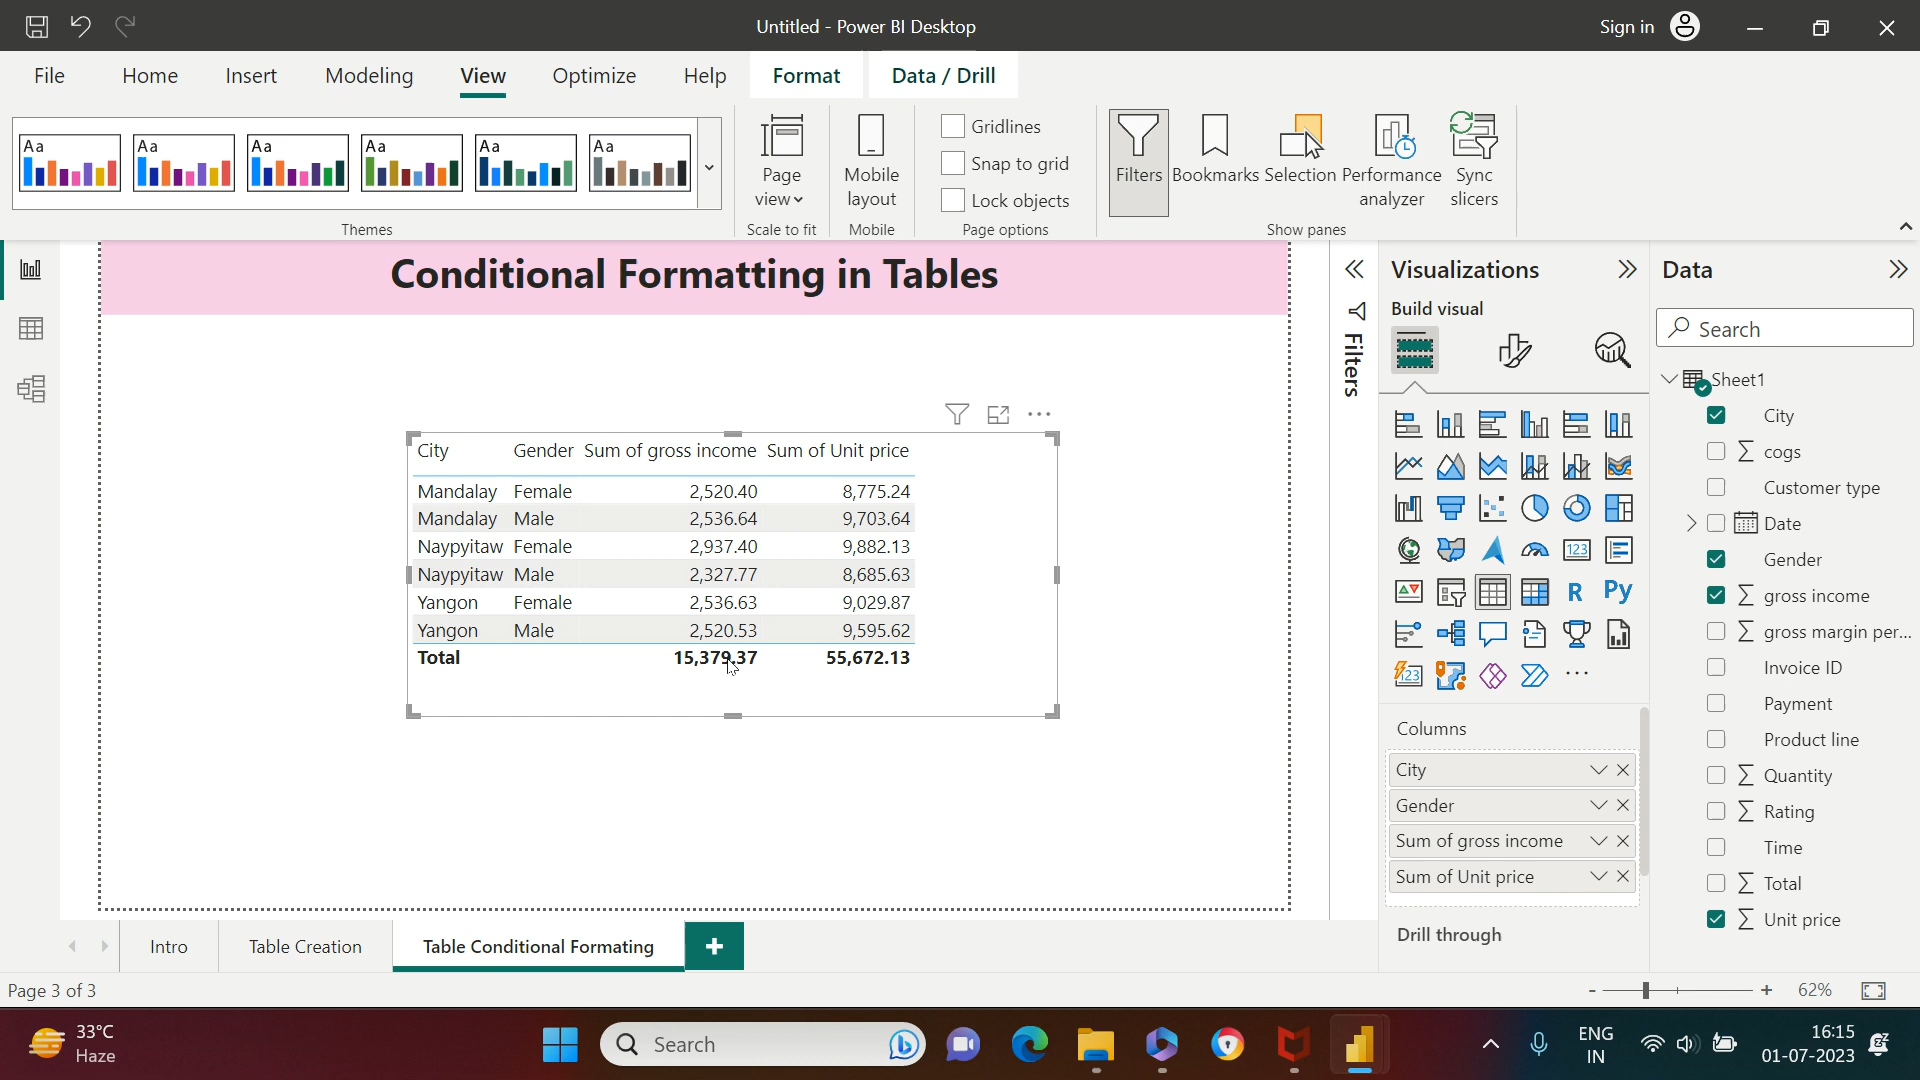 Untitled - Power BI Desktop
Sign in
File Home Insert Modeling View Optimize Help Format Data / Drill
Aa Aa Aa Aa Aa Aa
Themes
Page view
Scale to fit
Mobile layout
Mobile
Gridlines
Snap to grid
Lock objects
Page options
Filters
Bookmarks
Selection
Performance analyzer
Sync slicers
Show panes
Conditional Formatting in Tables
City Gender Sum of gross income Sum of Unit price
Mandalay Female 2,520.40 8,775.24
Mandalay Male 2,536.64 9,703.64
Naypyitaw Female 2,937.40 9,882.13
Naypyitaw Male 2,327.77 8,685.63
Yangon Female 2,536.63 9,029.87
Yangon Male 2,520.53 9,595.62
Total 15,379.37 55,672.13
Filters
Visualizations
Build visual
123
R Py
123
Columns
City
Gender
Sum of gross income
Sum of Unit price
Drill through
Data
Search
Sheet1
City
Σ cogs
Customer type
Date
Gender
Σ gross income
Σ gross margin per...
Invoice ID
Payment
Product line
Σ Quantity
Σ Rating
Time
Σ Total
Σ Unit price
Intro Table Creation Table Conditional Formating +
Page 3 of 3
- + 62%
33°C
Haze
Search
ENG
IN
16:15
01-07-2023